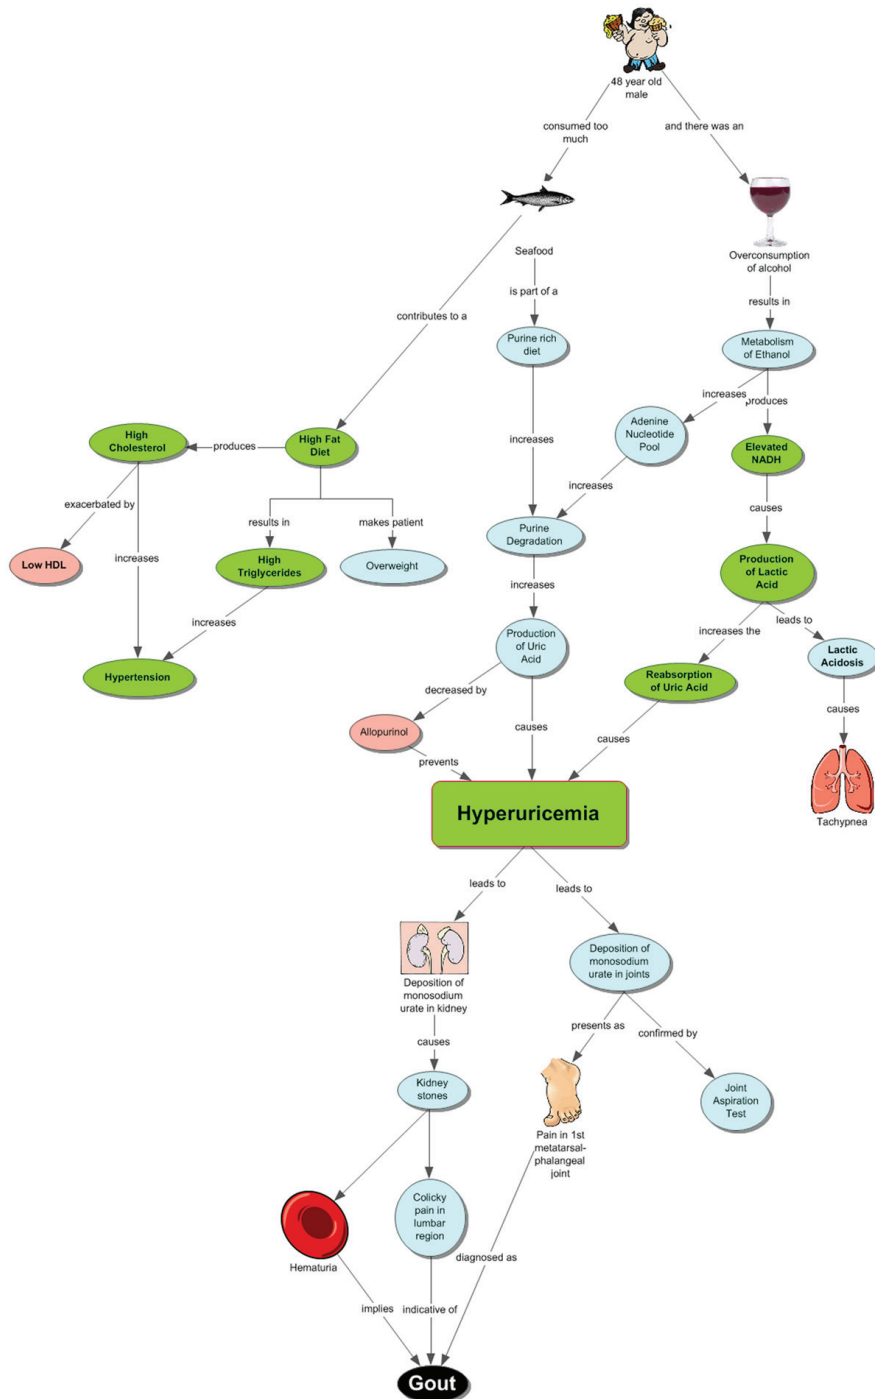 48 year old
male
consumed too
much
and there was an
Seafood
Overconsumption
of alcohol
is part of a
results in
contributes to a
Purine rich
diet
Metabolism
of Ethanol
increases
produces
High
Cholesterol
produces
High Fat
Diet
increases
Adenine
Nucleotide
Pool
Elevated
NADH
exacerbated by
results in
makes patient
increases
causes
Low HDL
increases
High
Triglycerides
Overweight
Purine
Degradation
Production
of Lactic
Acid
increases
increases
increases the
leads to
Hypertension
Production
of Uric
Acid
Reabsorption
of Uric Acid
Lactic
Acidosis
decreased by
causes
causes
Allopurinol
prevents
causes
Tachypnea
Hyperuricemia
leads to
leads to
Deposition of
monosodium
urate in kidney
Deposition of
monosodium
urate in joints
causes
presents as
confirmed by
Kidney
stones
Joint
Aspiration
Test
Pain in 1st
metatarsal-
phalangeal
joint
Colicky
pain in
lumbar
region
Hematuria
diagnosed as
implies
indicative of
Gout